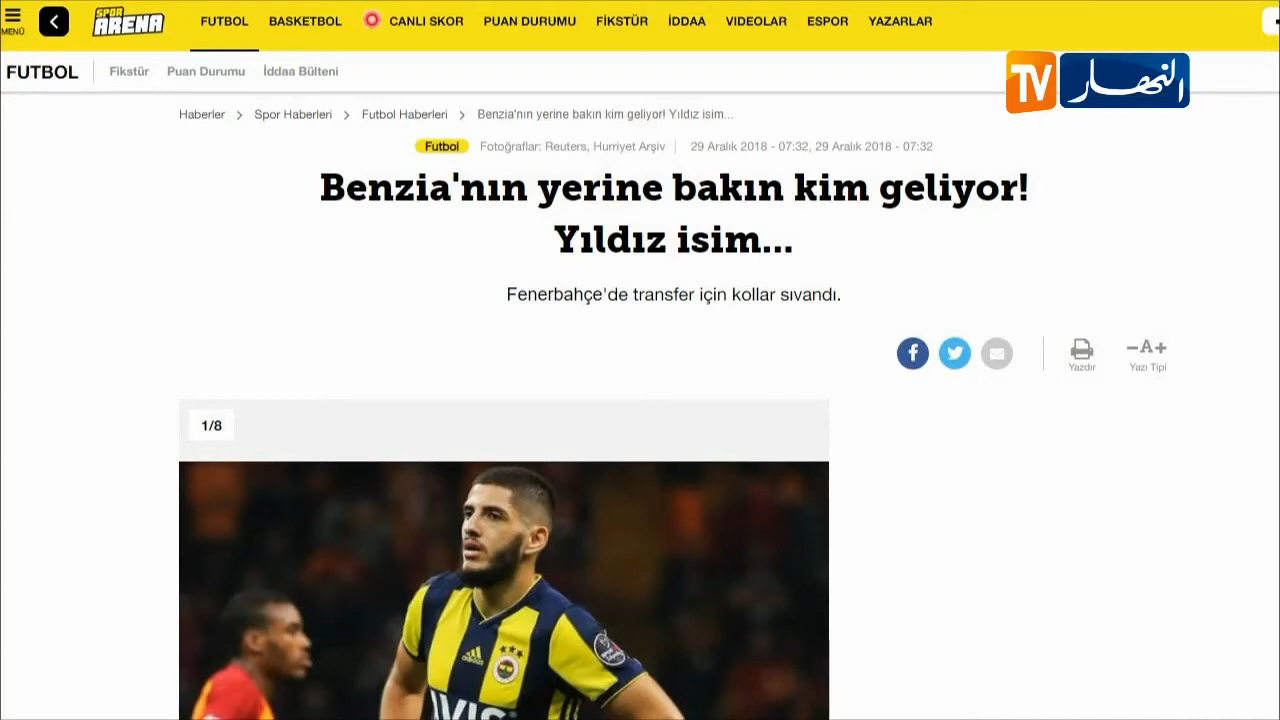 MENÜ
SPOR ARENA
FUTBOL BASKETBOL CANLI SKOR PUAN DURUMU FİKSTÜR İDDAA VIDEOLAR ESPOR YAZARLAR
FUTBOL Fikstür Puan Durumu İddaa Bülteni
TV النهار
Haberler > Spor Haberleri > Futbol Haberleri > Benzia'nın yerine bakın kim geliyor! Yıldız isim...
Futbol Fotoğraflar: Reuters, Hurriyet Arşiv | 29 Aralık 2018 - 07:32, 29 Aralık 2018 - 07:32
Benzia'nın yerine bakın kim geliyor!
Yıldız isim...
Fenerbahçe'de transfer için kollar sıvandı.
-A+
Yazdır Yazı Tipi
1/8
adidas
AVIS